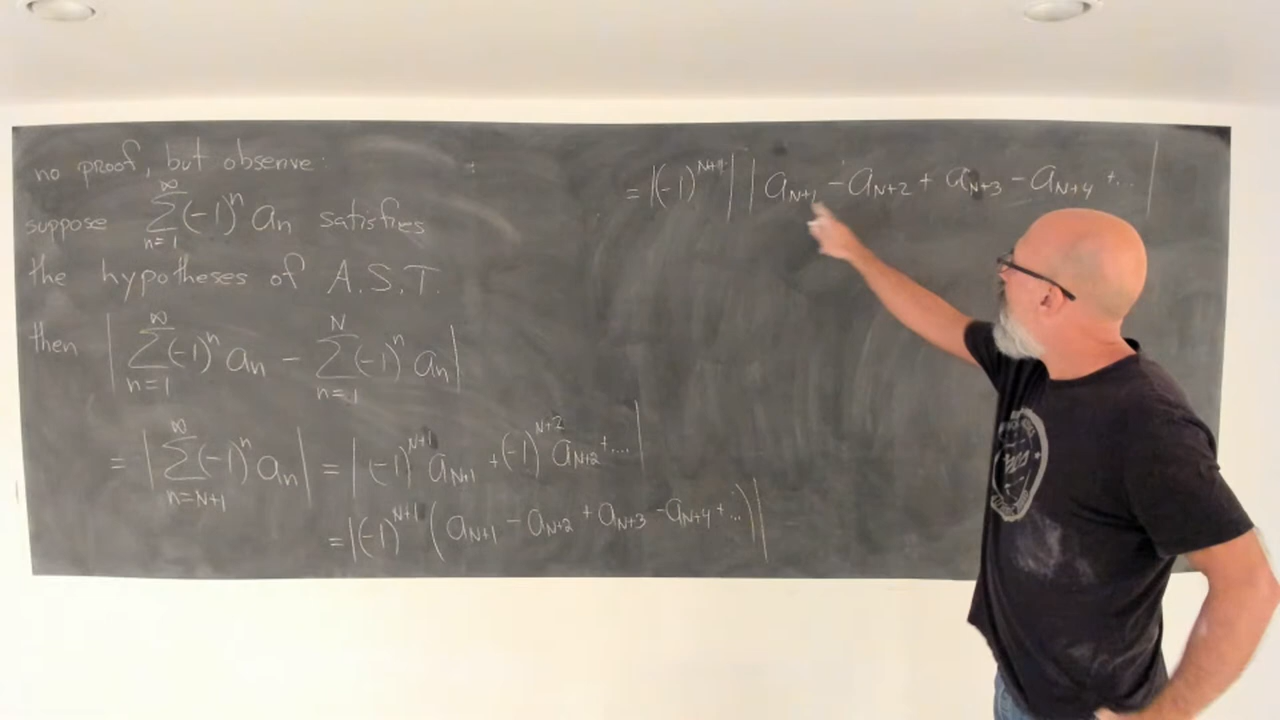 no proof, but observe:
suppose ∞ Σ n=1 (-1)^n a_n satisfies
the hypotheses of A.S.T.
then | ∞ Σ n=1 (-1)^n a_n - N Σ n=1 (-1)^n a_n |
= | ∞ Σ n=N+1 (-1)^n a_n | = | (-1)^{N+1} a_{N+1} + (-1)^{N+2} a_{N+2} + .... |
= | (-1)^{N+1} ( a_{N+1} - a_{N+2} + a_{N+3} - a_{N+4} + ... ) |
= | (-1)^{N+1} | | a_{N+1} - a_{N+2} + a_{N+3} - a_{N+4} + ... |